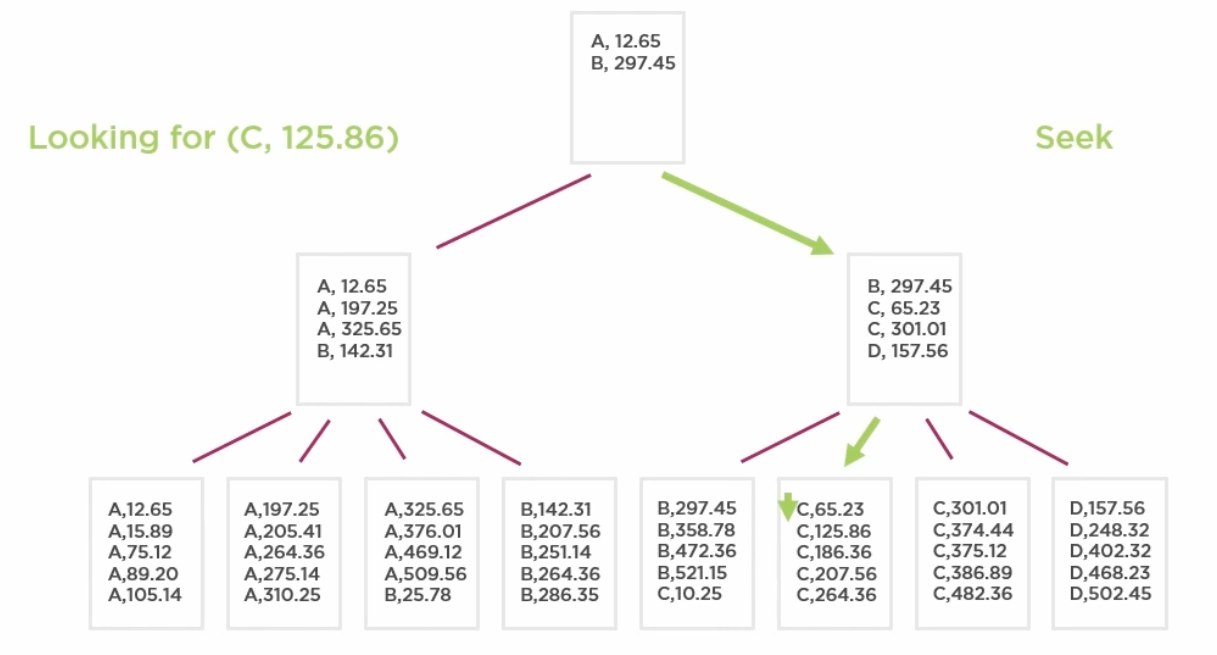 A, 12.65
B, 297.45
Looking for (C, 125.86)
Seek
A, 12.65
A, 197.25
A, 325.65
B, 142.31
B, 297.45
C, 65.23
C, 301.01
D, 157.56
A,12.65
A,15.89
A,75.12
A,89.20
A,105.14
A,197.25
A,205.41
A,264.36
A,275.14
A,310.25
A,325.65
A,376.01
A,469.12
A,509.56
B,25.78
B,142.31
B,207.56
B,251.14
B,264.36
B,286.35
B,297.45
B,358.78
B,472.36
B,521.15
C,10.25
C,65.23
C,125.86
C,186.36
C,207.56
C,264.36
C,301.01
C,374.44
C,375.12
C,386.89
C,482.36
D,157.56
D,248.32
D,402.32
D,468.23
D,502.45